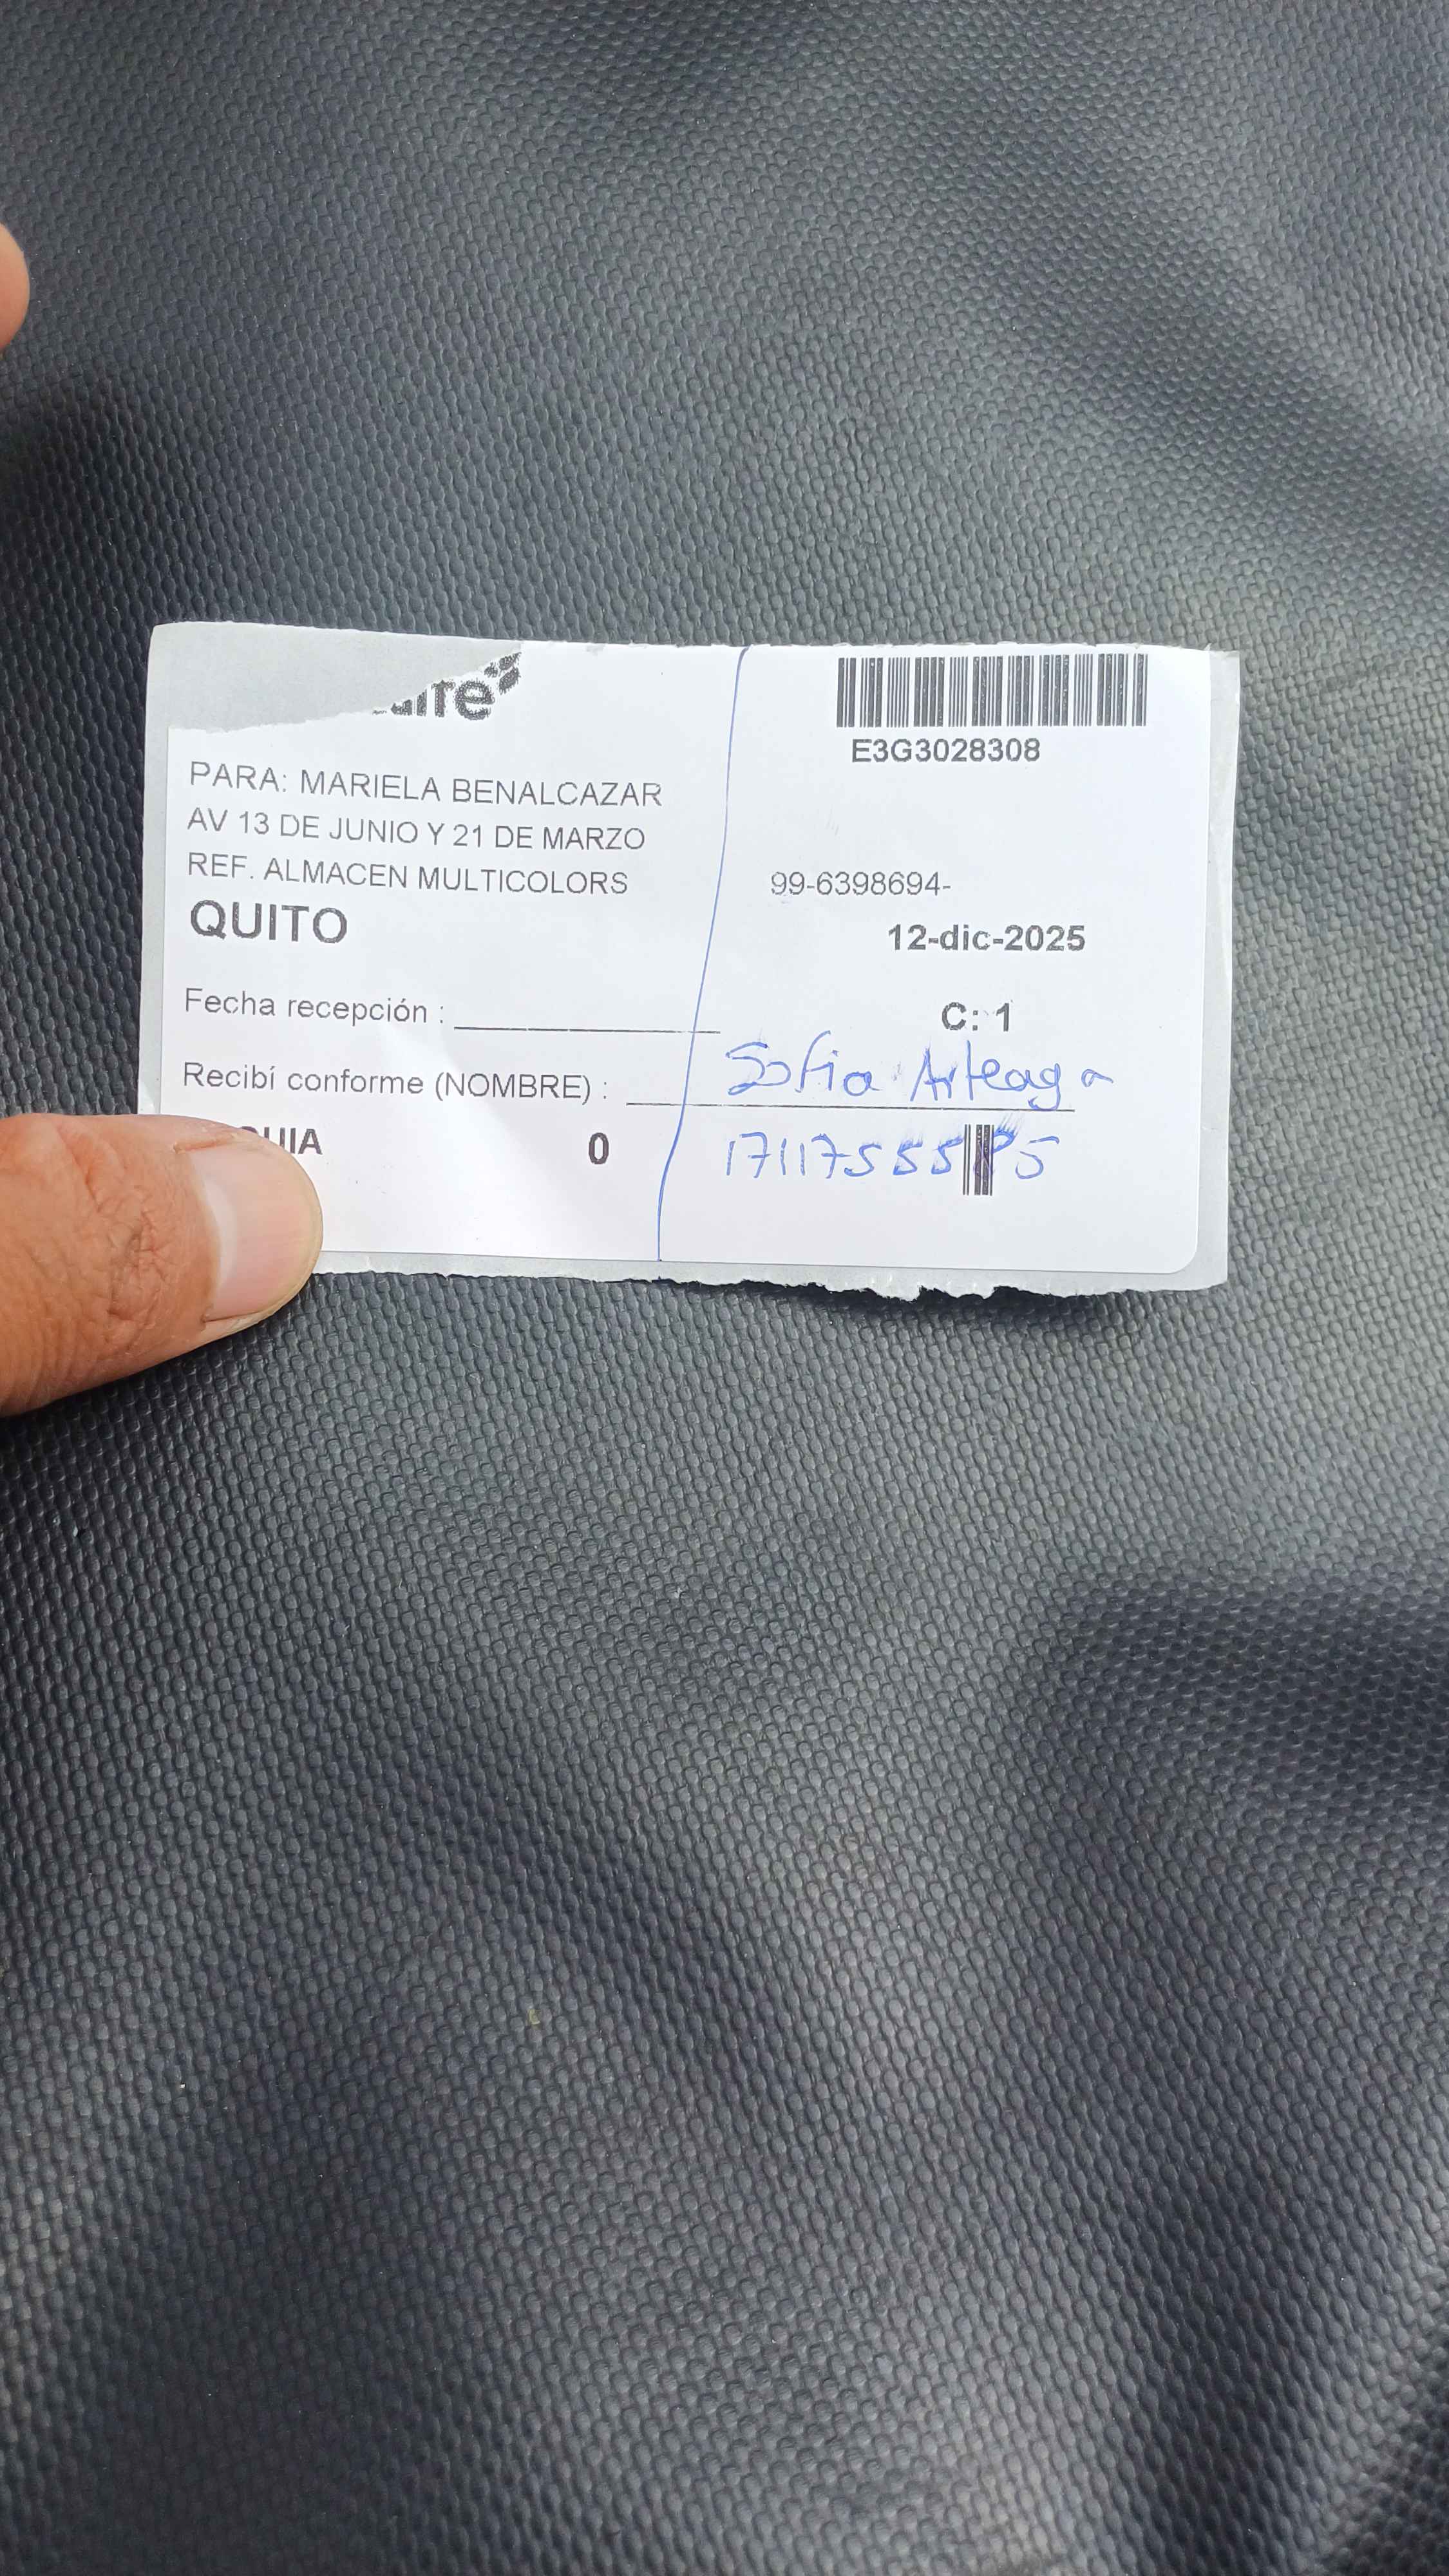 E3G3028308
PARA: MARIELA BENALCAZAR
AV 13 DE JUNIO Y 21 DE MARZO
REF. ALMACEN MULTICOLORS
99-6398694-
QUITO
12-dic-2025
Fecha recepción :
C: 1
Recibí conforme (NOMBRE) : Sofia Arteaga
0